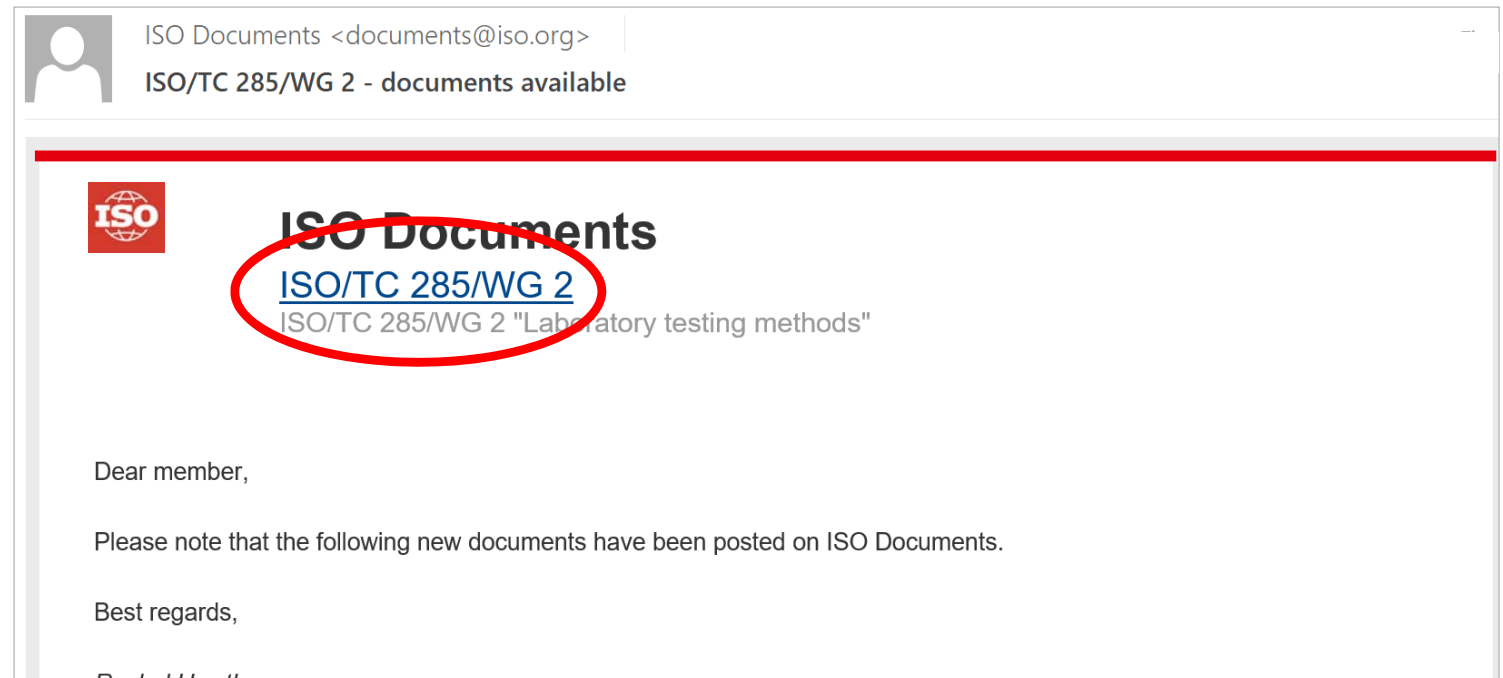 ISO Documents <documents@iso.org>
ISO/TC 285/WG 2 - documents available
ISO
ISO Documents
ISO/TC 285/WG 2
ISO/TC 285/WG 2 "Laboratory testing methods"
Dear member,
Please note that the following new documents have been posted on ISO Documents.
Best regards,